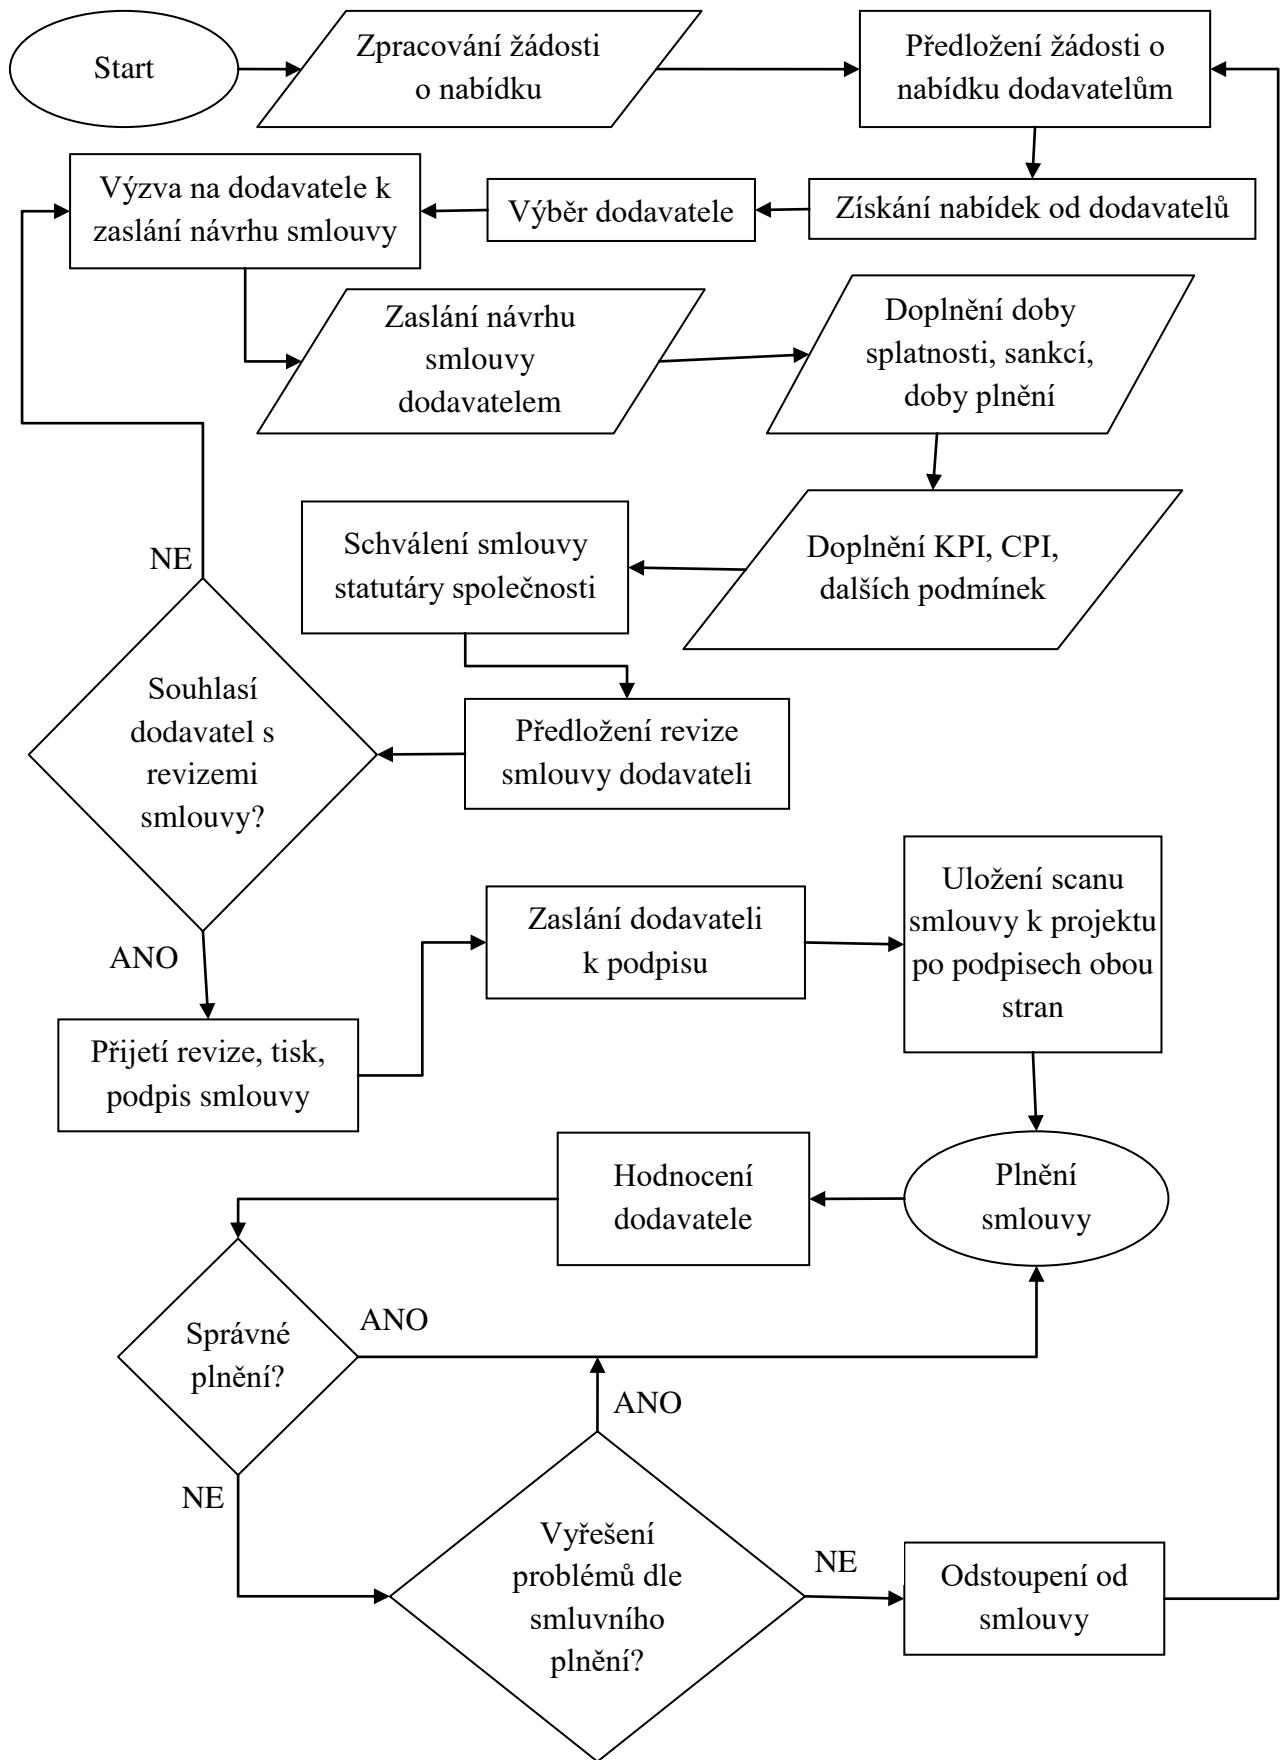 Start
Zpracování žádosti
o nabídku
Předložení žádosti o
nabídku dodavatelům
Výzva na dodavatele k
zaslání návrhu smlouvy
Výběr dodavatele
Získání nabídek od dodavatelů
Zaslání návrhu
smlouvy
dodavatelem
Doplnění doby
splatnosti, sankcí,
doby plnění
Schválení smlouvy
statutáry společnosti
Doplnění KPI, CPI,
dalších podmínek
NE
Souhlasí
dodavatel s
revizemi
smlouvy?
Předložení revize
smlouvy dodavateli
ANO
Zaslání dodavateli
k podpisu
Uložení scanu
smlouvy k projektu
po podpisech obou
stran
Přijetí revize, tisk,
podpis smlouvy
Hodnocení
dodavatele
Plnění
smlouvy
Správné
plnění?
ANO
ANO
NE
Vyřešení
problémů dle
smluvního
plnění?
NE
Odstoupení od
smlouvy